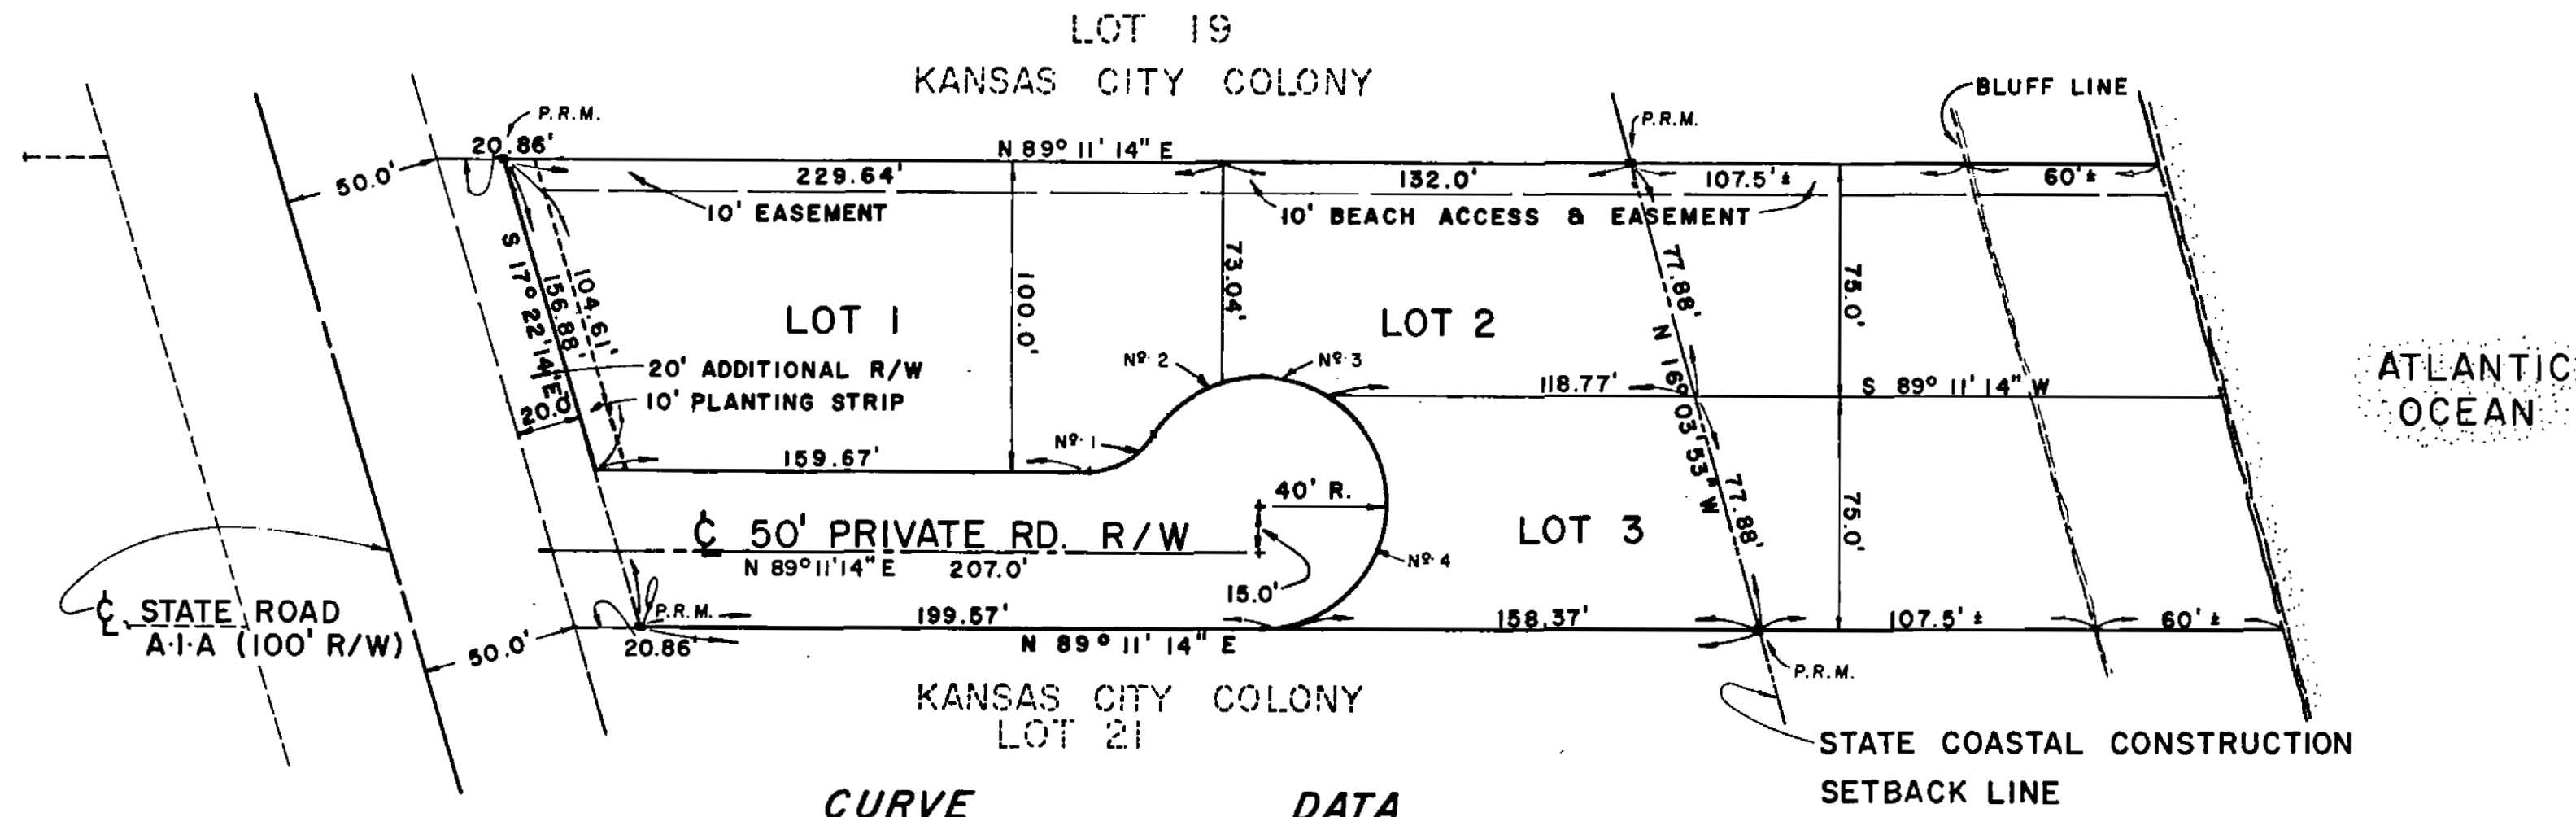 LOT 19
KANSAS CITY COLONY
BLUFF LINE
P.R.M.
P.R.M.
20.86'
N 89° 11' 14" E
50.0'
229.64'
132.0'
107.5' ±
60' ±
10' EASEMENT
10' BEACH ACCESS & EASEMENT
S 17° 22' 14" E
156.88'
104.61'
100.0'
73.04'
77.88'
75.0'
LOT 1
LOT 2
Nº 2
Nº 3
ATLANTIC
OCEAN
20' ADDITIONAL R/W
10' PLANTING STRIP
20.0'
118.77'
N 16° 03' 53" W
S 89° 11' 14" W
Nº 1
159.67'
40' R.
77.88'
75.0'
₵ 50' PRIVATE RD. R/W
N 89° 11' 14" E 207.0'
LOT 3
Nº 4
15.0'
₵ STATE ROAD
A·1·A (100' R/W)
P.R.M.
199.57'
158.37'
107.5' ±
60' ±
50.0'
20.86'
N 89° 11' 14" E
P.R.M.
KANSAS CITY COLONY
LOT 21
STATE COASTAL CONSTRUCTION
SETBACK LINE
CURVE DATA